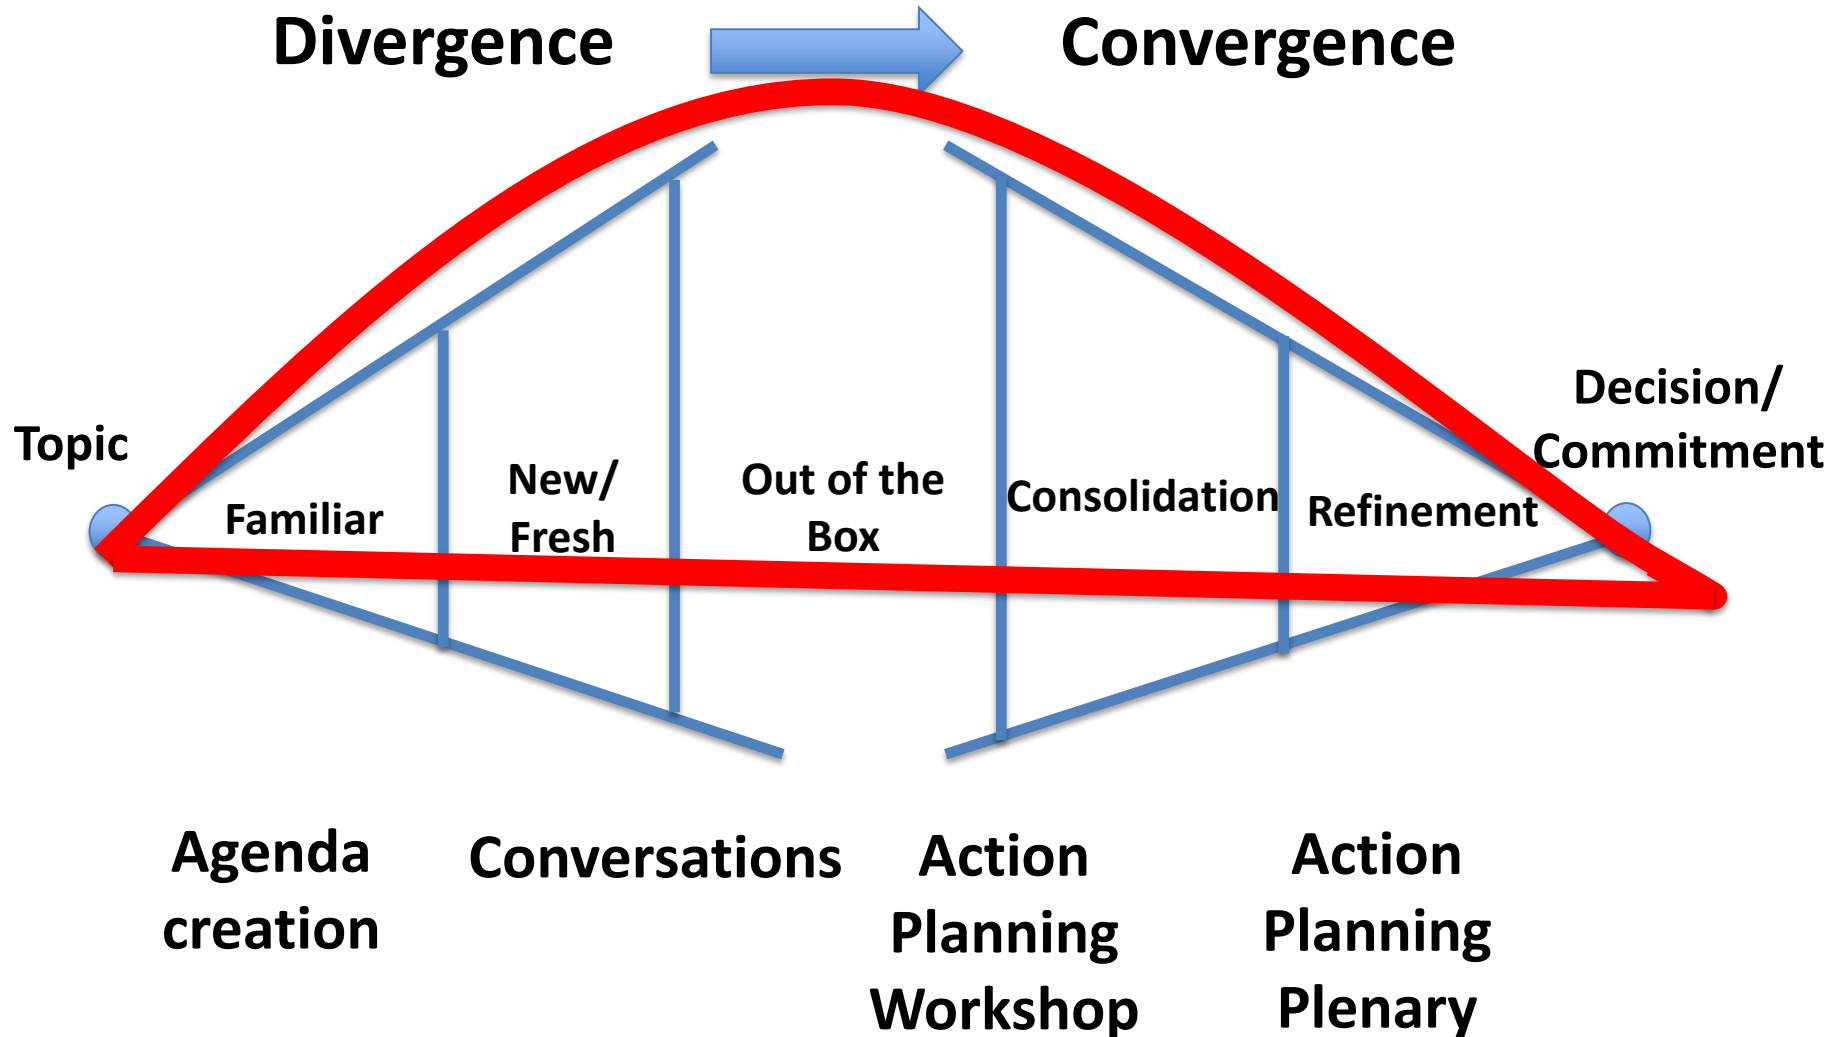 Divergence
Convergence
Topic
Familiar
New/
Fresh
Out of the
Box
Consolidation
Refinement
Decision/
Commitment
Agenda
creation
Conversations
Action
Planning
Workshop
Action
Planning
Plenary